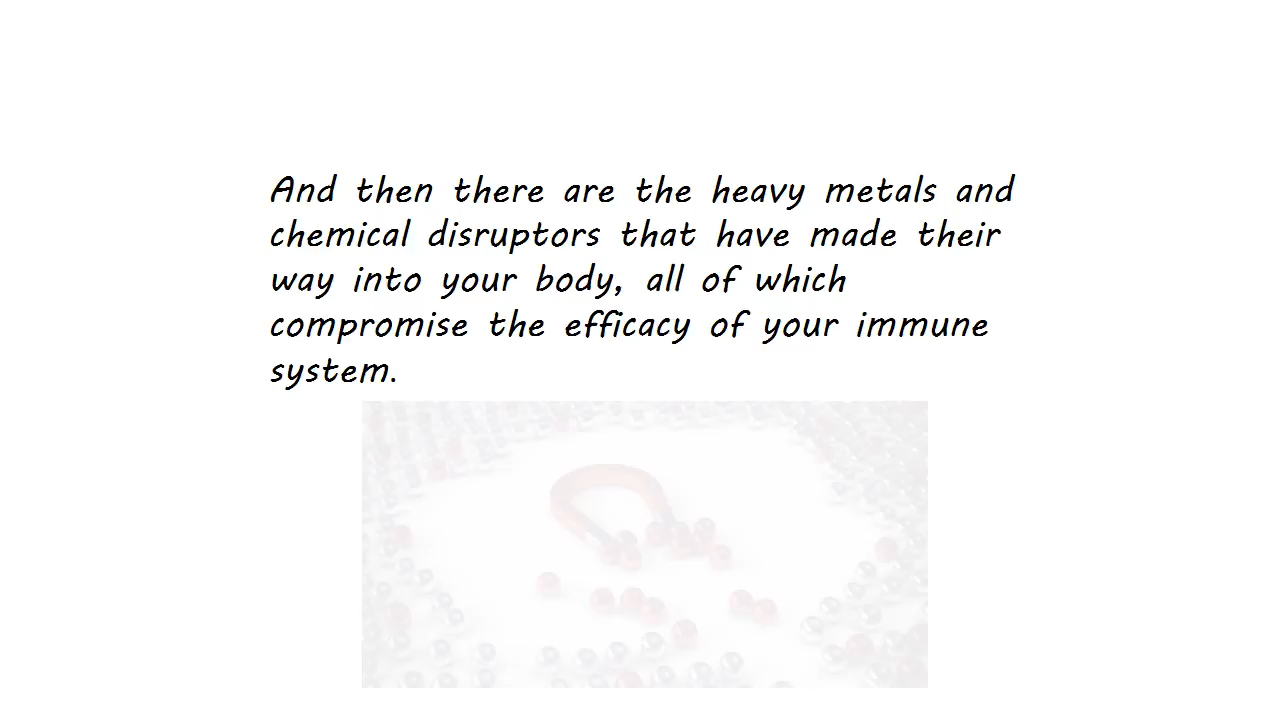 And then there are the heavy metals and
chemical disruptors that have made their
way into your body, all of which
compromise the efficacy of your immune
system.